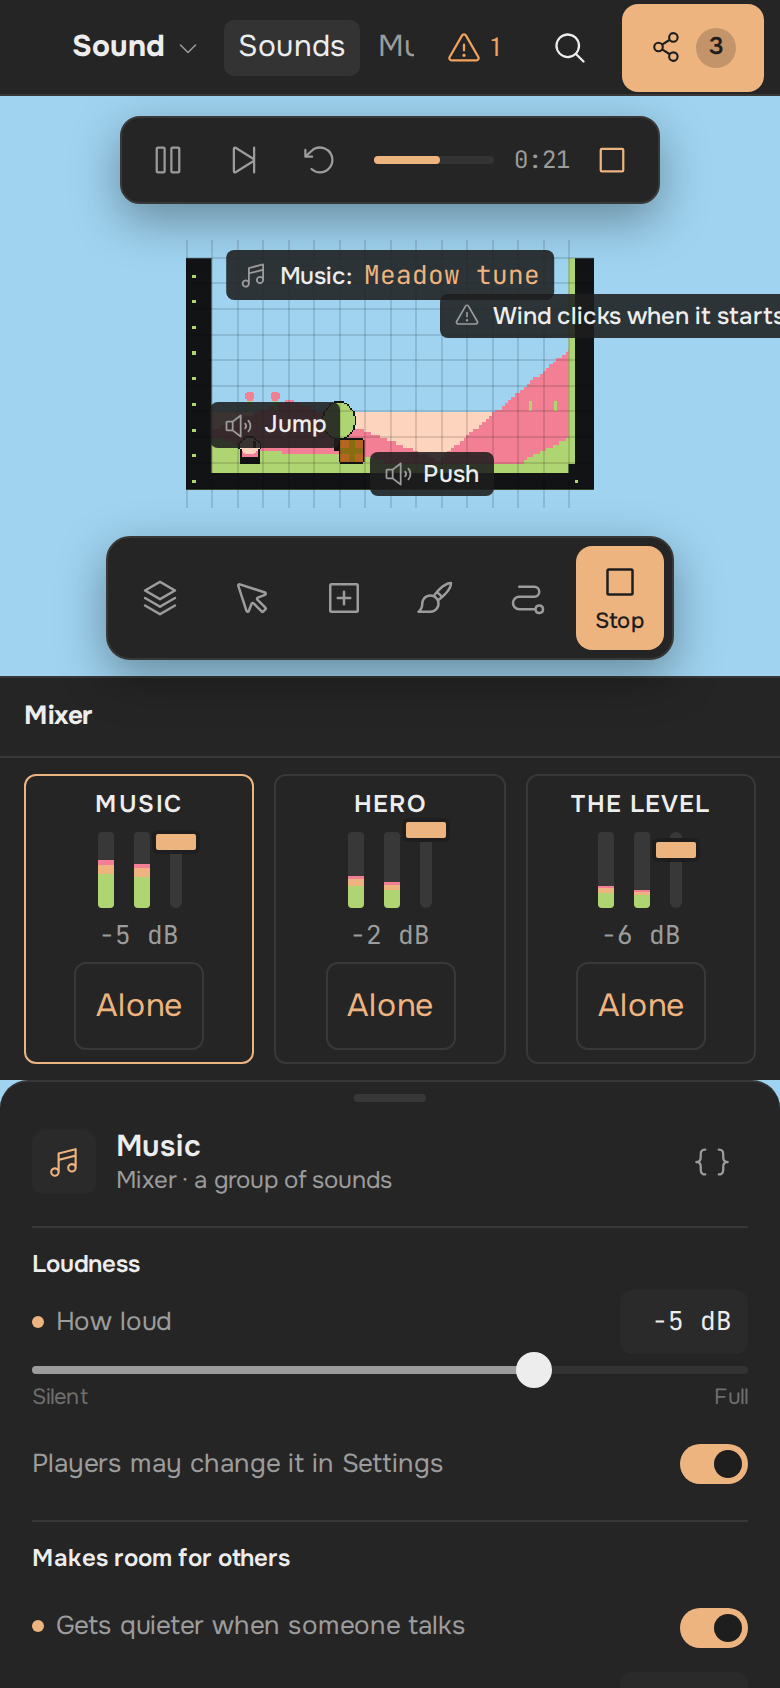 Sound Sounds 1 3
0:21
Music: Meadow tune
Wind clicks when it starts
Jump
Push
Stop
Mixer
MUSIC HERO THE LEVEL
-5 dB -2 dB -6 dB
Alone Alone Alone
Music
Mixer · a group of sounds
Loudness
How loud -5 dB
Silent Full
Players may change it in Settings
Makes room for others
Gets quieter when someone talks